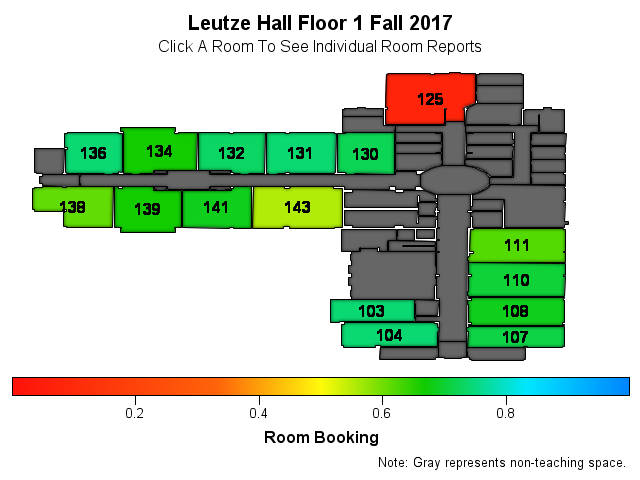 Leutze Hall Floor 1 Fall 2017
Click A Room To See Individual Room Reports
125
136 134 132 131 130
138 139 141 143
111
110
103 108
104 107
0.2 0.4 0.6 0.8
Room Booking
Note: Gray represents non-teaching space.